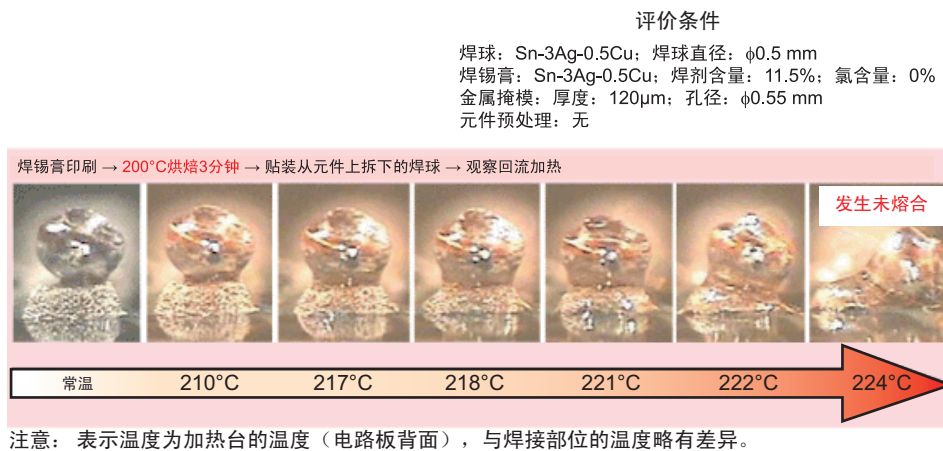 评价条件
焊球：Sn-3Ag-0.5Cu；焊球直径：ϕ0.5 mm
焊锡膏：Sn-3Ag-0.5Cu；焊剂含量：11.5%；氯含量：0%
金属掩模：厚度：120μm；孔径：ϕ0.55 mm
元件预处理：无
焊锡膏印刷 → 200°C烘焙3分钟 → 贴装从元件上拆下的焊球 → 观察回流加热
发生未熔合
常温 210°C 217°C 218°C 221°C 222°C 224°C
注意： 表示温度为加热台的温度（电路板背面），与焊接部位的温度略有差异。